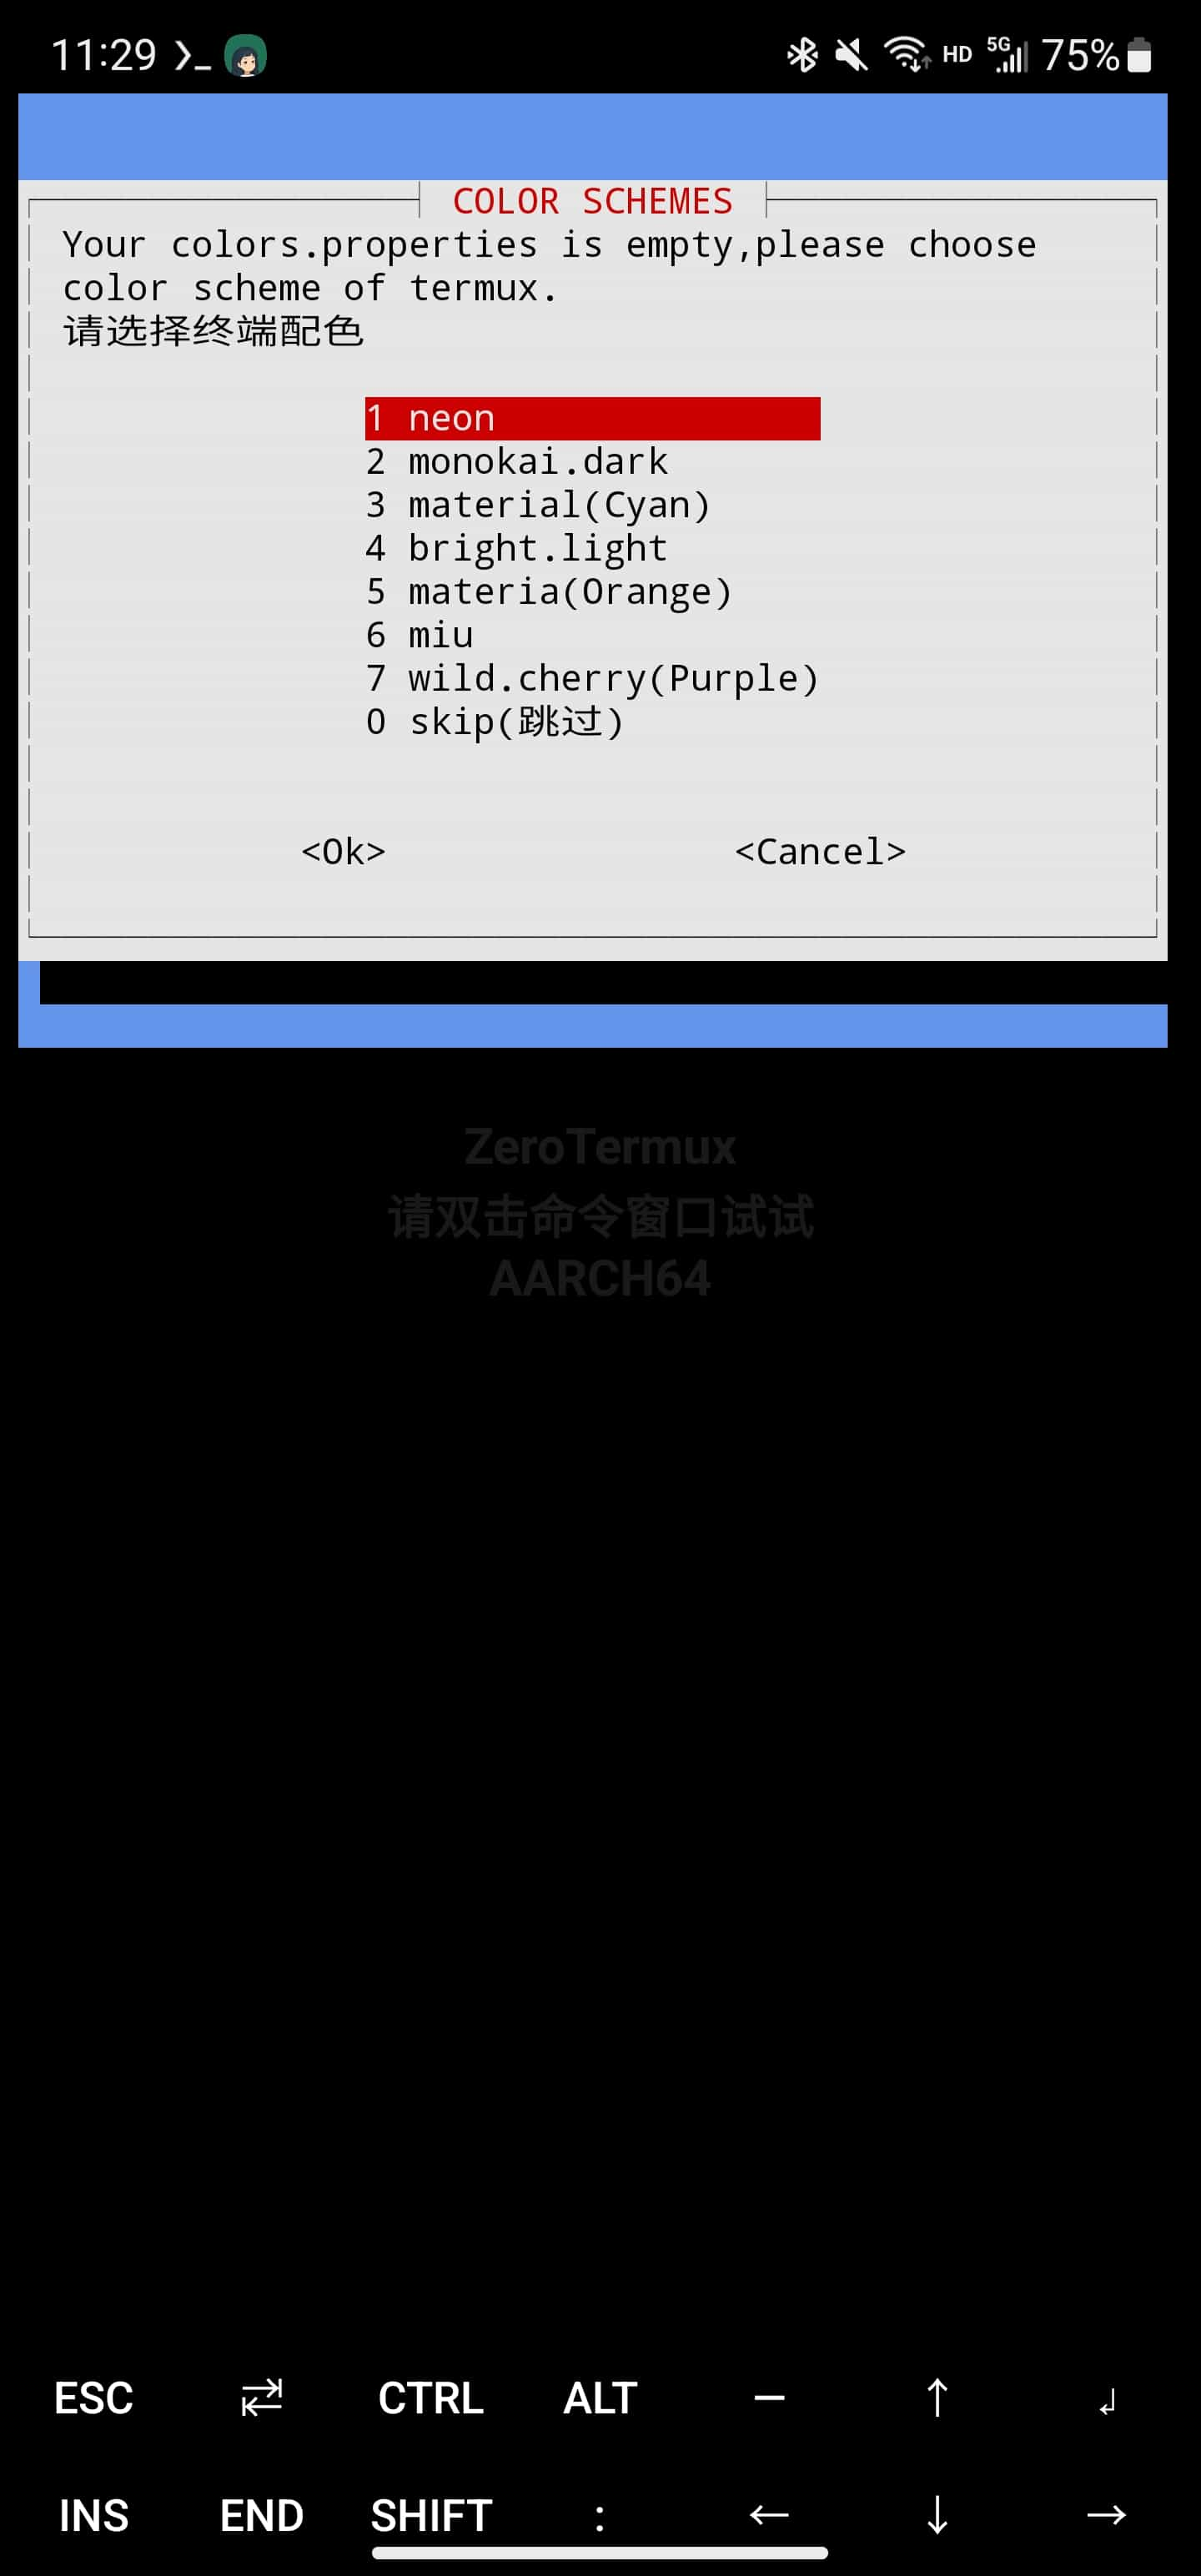 11:29
HD 5G 75%
COLOR SCHEMES
Your colors.properties is empty,please choose
color scheme of termux.
请选择终端配色
1 neon
2 monokai.dark
3 material(Cyan)
4 bright.light
5 materia(Orange)
6 miu
7 wild.cherry(Purple)
0 skip(跳过)
<Ok> <Cancel>
ZeroTermux
请双击命令窗口试试
AARCH64
ESC ⇄ CTRL ALT — ↑ ↲
INS END SHIFT : ← ↓ →